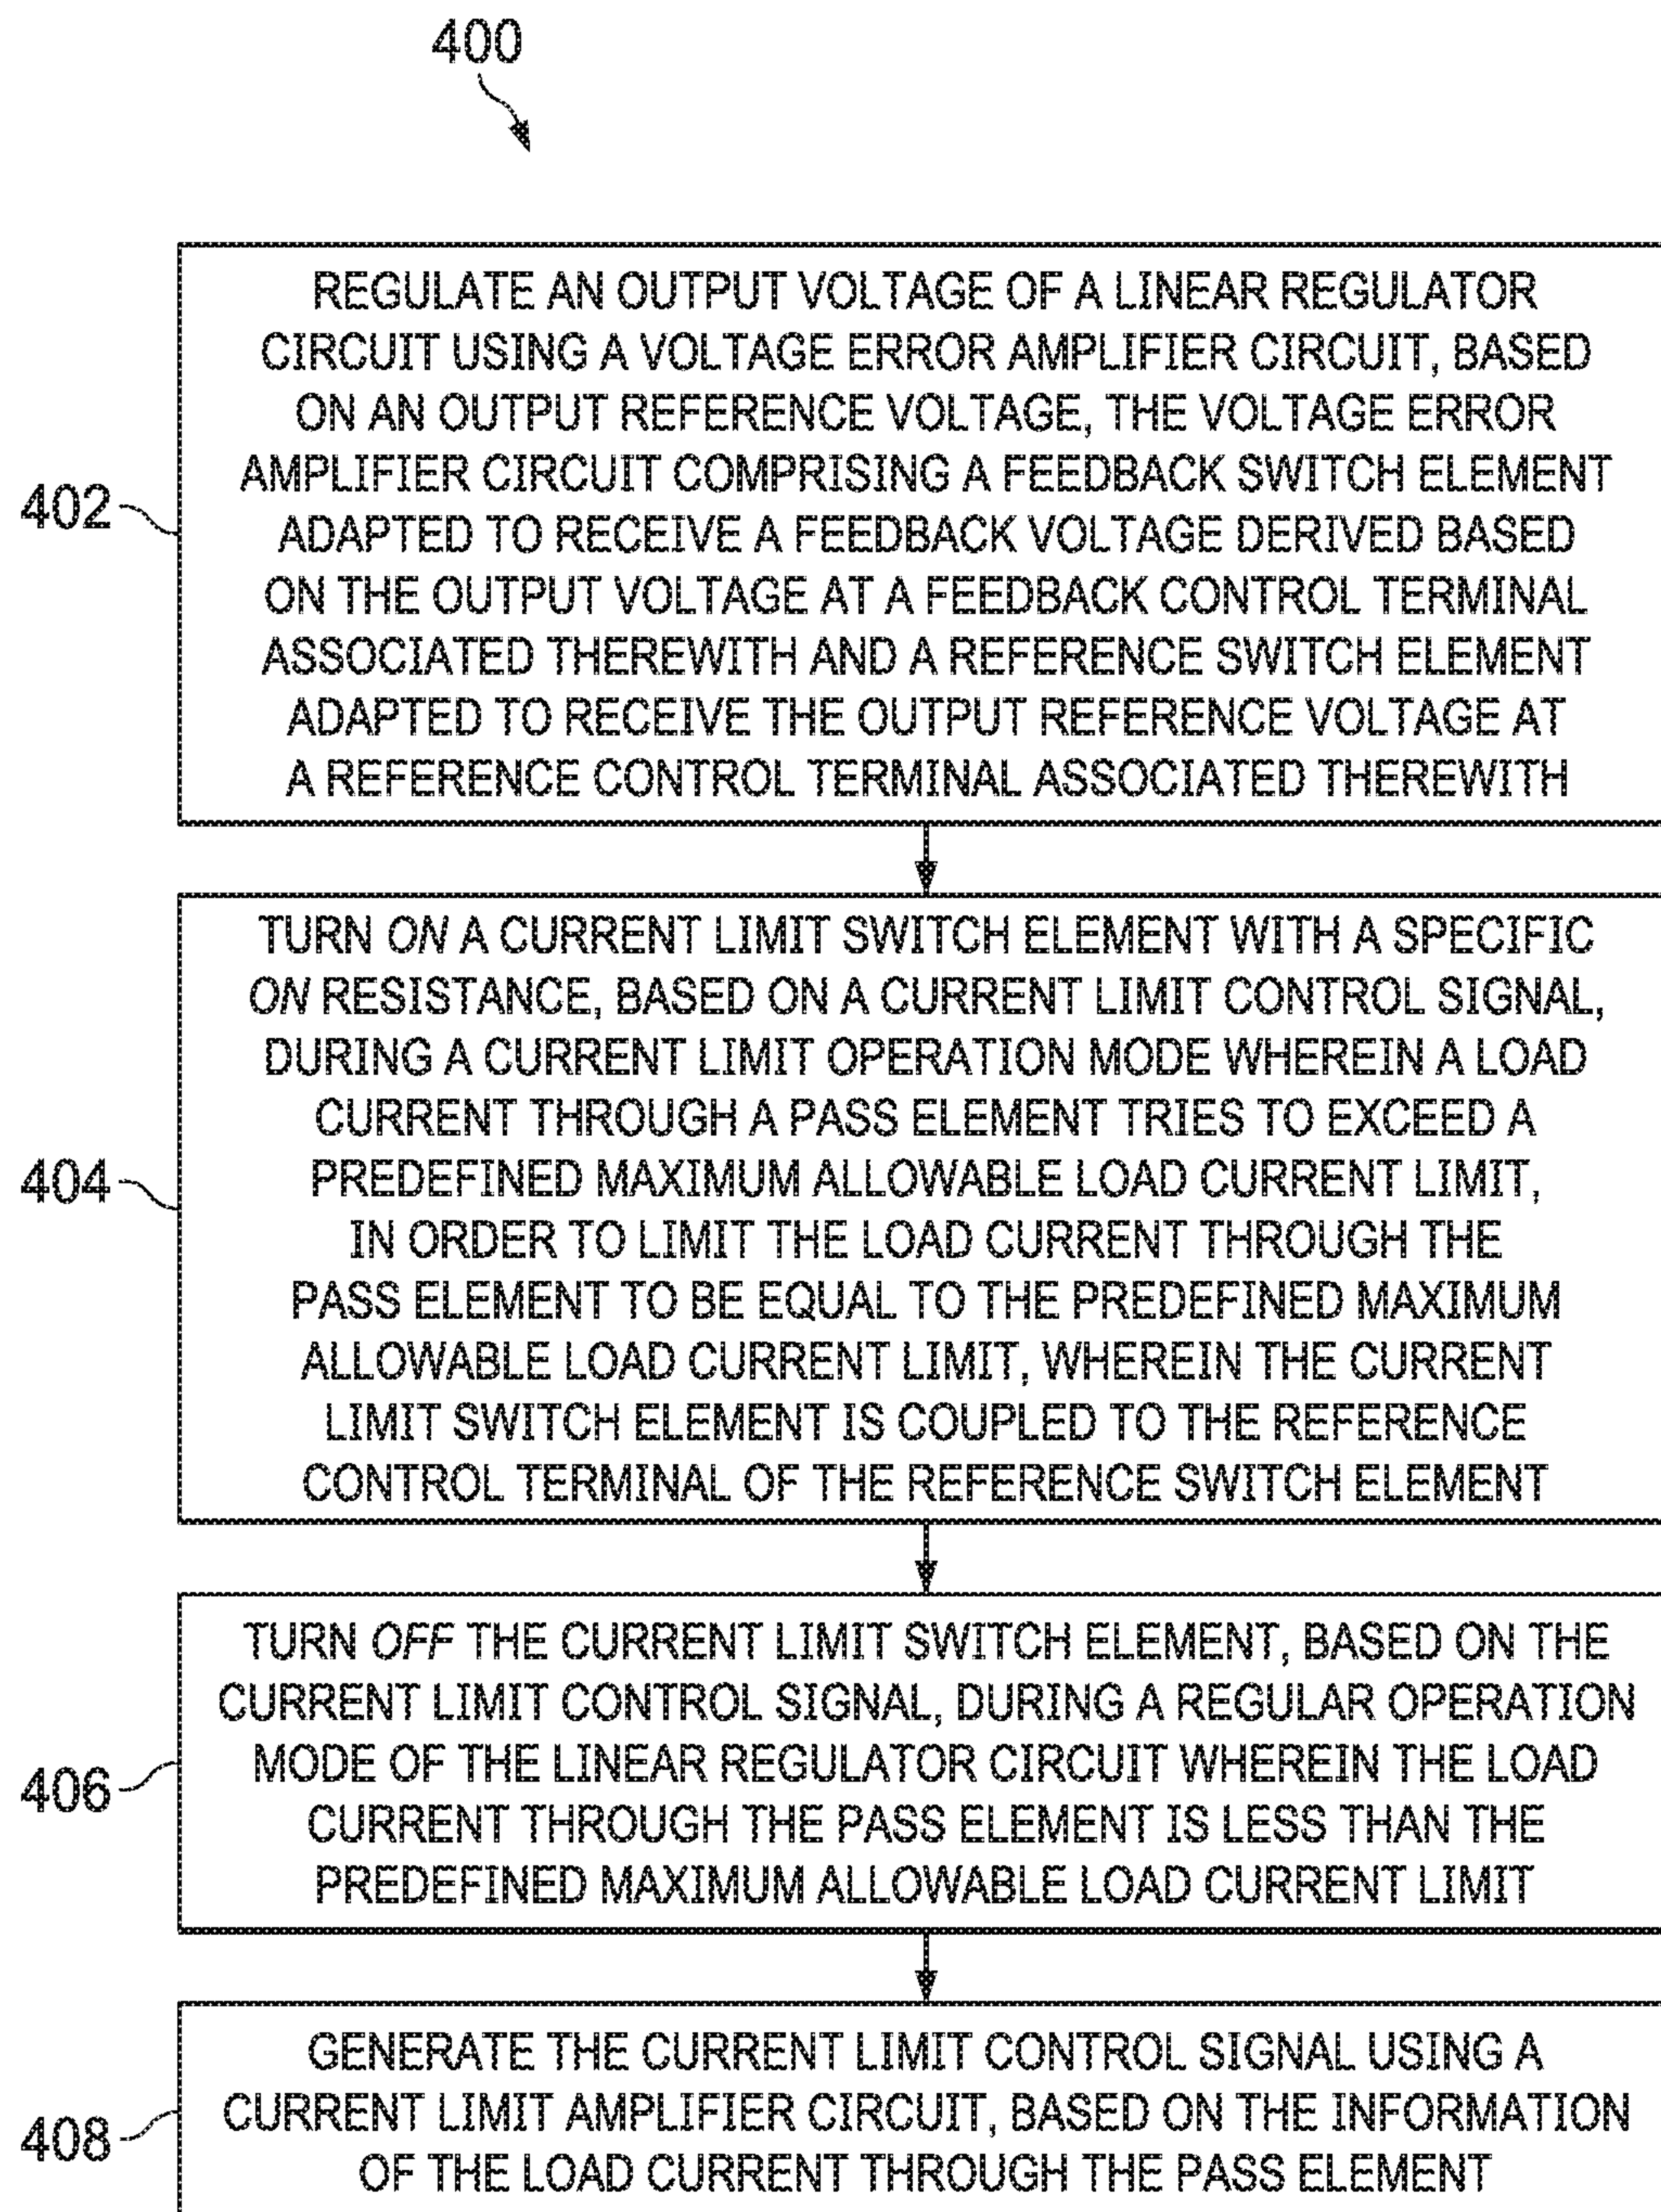 400
REGULATE AN OUTPUT VOLTAGE OF A LINEAR REGULATOR
CIRCUIT USING A VOLTAGE ERROR AMPLIFIER CIRCUIT, BASED
ON AN OUTPUT REFERENCE VOLTAGE, THE VOLTAGE ERROR
AMPLIFIER CIRCUIT COMPRISING A FEEDBACK SWITCH ELEMENT
402
ADAPTED TO RECEIVE A FEEDBACK VOLTAGE DERIVED BASED
ON THE OUTPUT VOLTAGE AT A FEEDBACK CONTROL TERMINAL
ASSOCIATED THEREWITH AND A REFERENCE SWITCH ELEMENT
ADAPTED TO RECEIVE THE OUTPUT REFERENCE VOLTAGE AT
A REFERENCE CONTROL TERMINAL ASSOCIATED THEREWITH
TURN ON A CURRENT LIMIT SWITCH ELEMENT WITH A SPECIFIC
ON RESISTANCE, BASED ON A CURRENT LIMIT CONTROL SIGNAL,
DURING A CURRENT LIMIT OPERATION MODE WHEREIN A LOAD
CURRENT THROUGH A PASS ELEMENT TRIES TO EXCEED A
404
PREDEFINED MAXIMUM ALLOWABLE LOAD CURRENT LIMIT,
IN ORDER TO LIMIT THE LOAD CURRENT THROUGH THE
PASS ELEMENT TO BE EQUAL TO THE PREDEFINED MAXIMUM
ALLOWABLE LOAD CURRENT LIMIT, WHEREIN THE CURRENT
LIMIT SWITCH ELEMENT IS COUPLED TO THE REFERENCE
CONTROL TERMINAL OF THE REFERENCE SWITCH ELEMENT
TURN OFF THE CURRENT LIMIT SWITCH ELEMENT, BASED ON THE
CURRENT LIMIT CONTROL SIGNAL, DURING A REGULAR OPERATION
406
MODE OF THE LINEAR REGULATOR CIRCUIT WHEREIN THE LOAD
CURRENT THROUGH THE PASS ELEMENT IS LESS THAN THE
PREDEFINED MAXIMUM ALLOWABLE LOAD CURRENT LIMIT
GENERATE THE CURRENT LIMIT CONTROL SIGNAL USING A
408
CURRENT LIMIT AMPLIFIER CIRCUIT, BASED ON THE INFORMATION
OF THE LOAD CURRENT THROUGH THE PASS ELEMENT